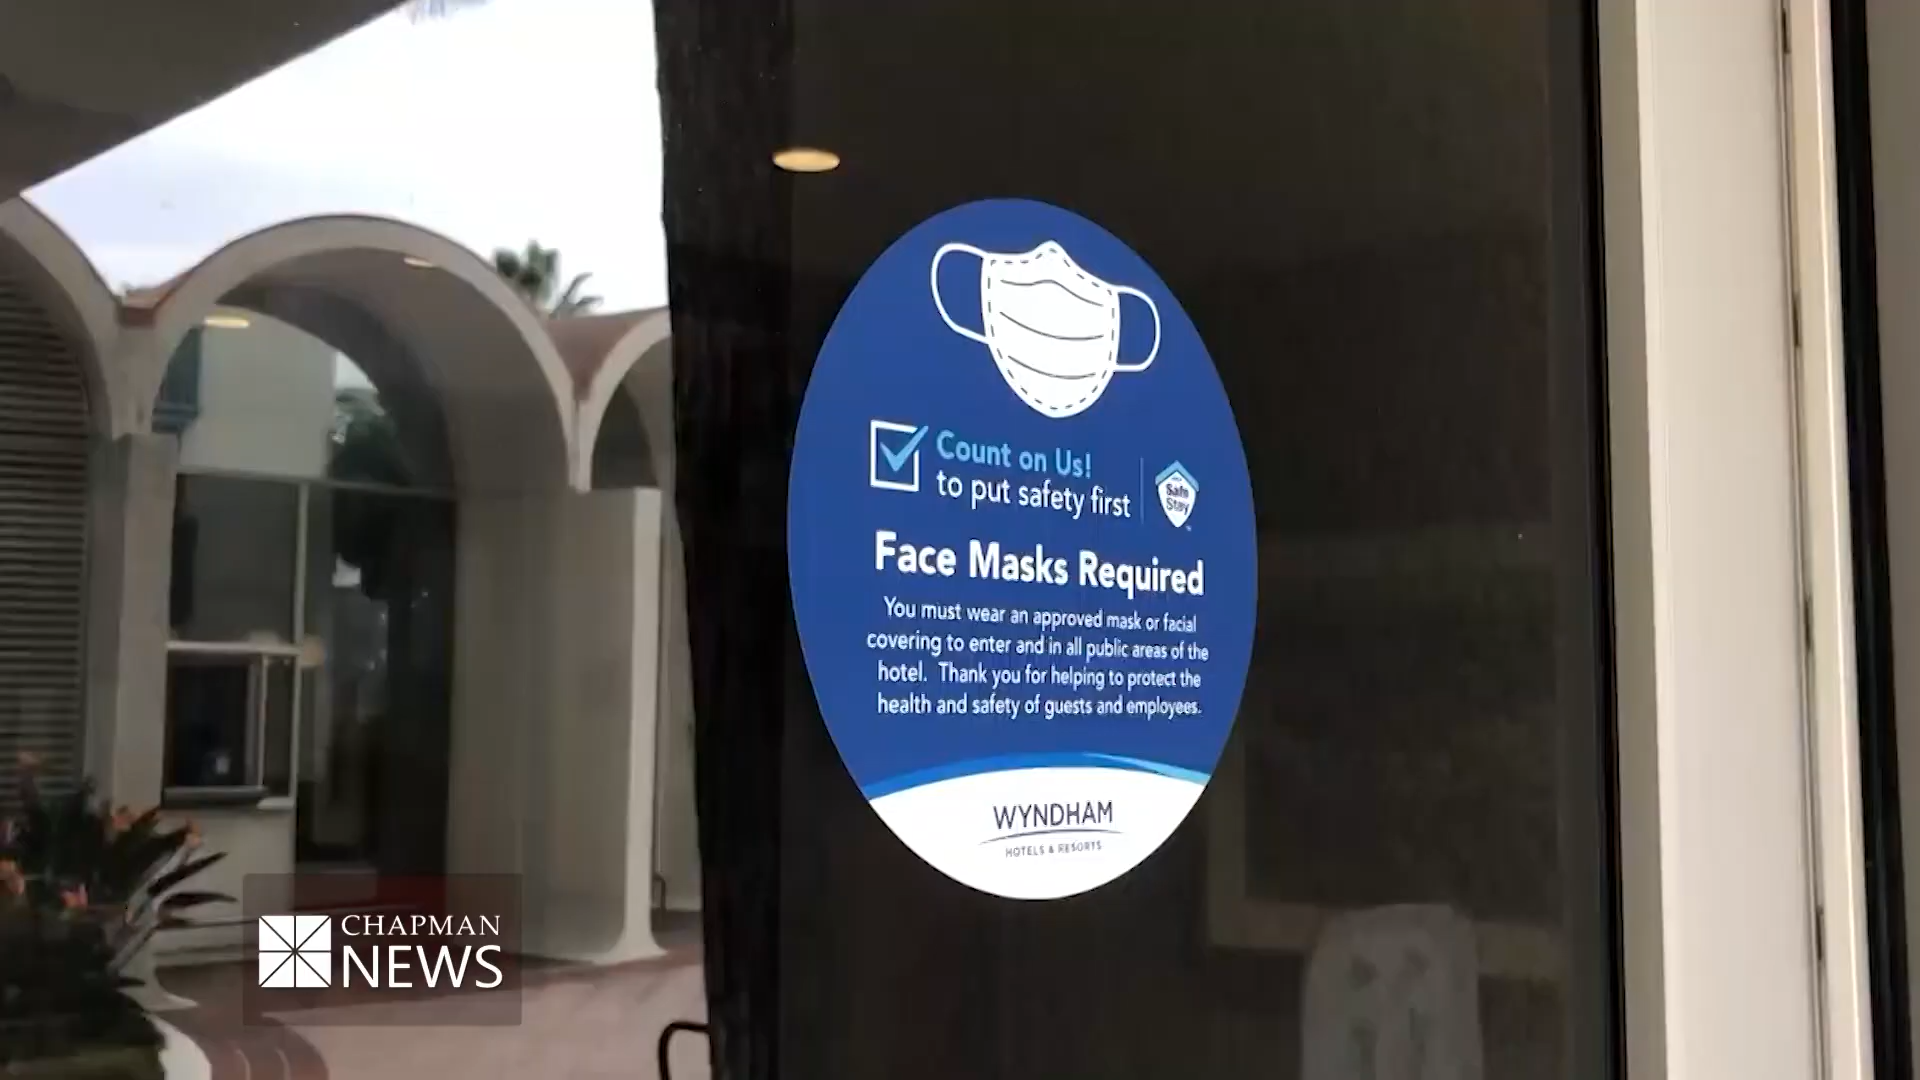 Count on Us!
to put safety first
Safe
Stay
Face Masks Required
You must wear an approved mask or facial
covering to enter and in all public areas of the
hotel. Thank you for helping to protect the
health and safety of guests and employees.
WYNDHAM
HOTELS & RESORTS
CHAPMAN
NEWS